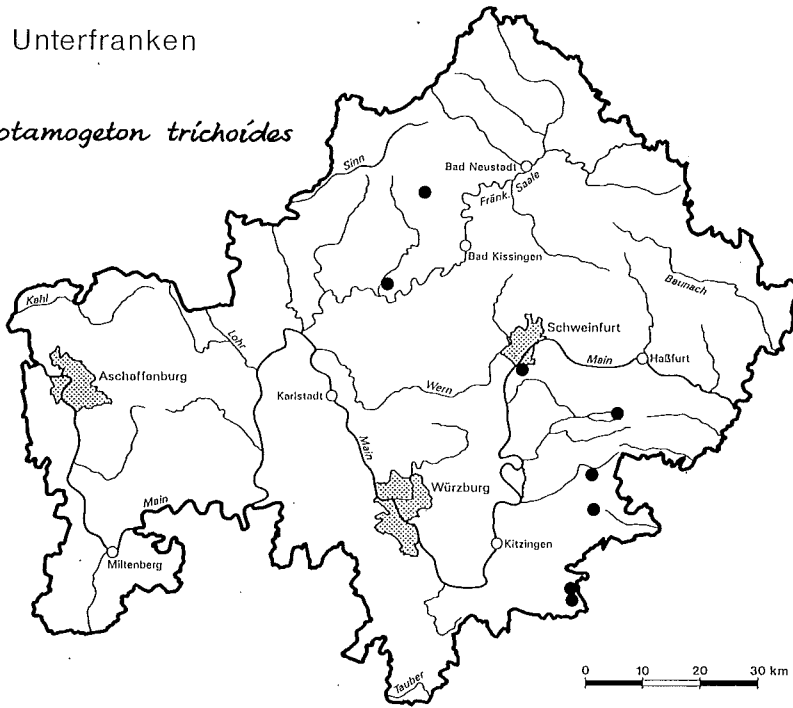 Unterfranken
otamogeton trichoides
Sinn
Bad Neustadt
Fränk. Saale
Bad Kissingen
Kahl
Lohr
Baunach
Schweinfurt
Main
Haßfurt
Aschaffenburg
Karlstadt
Wern
Main
Würzburg
Main
Kitzingen
Miltenberg
Tauber
0 10 20 30 km